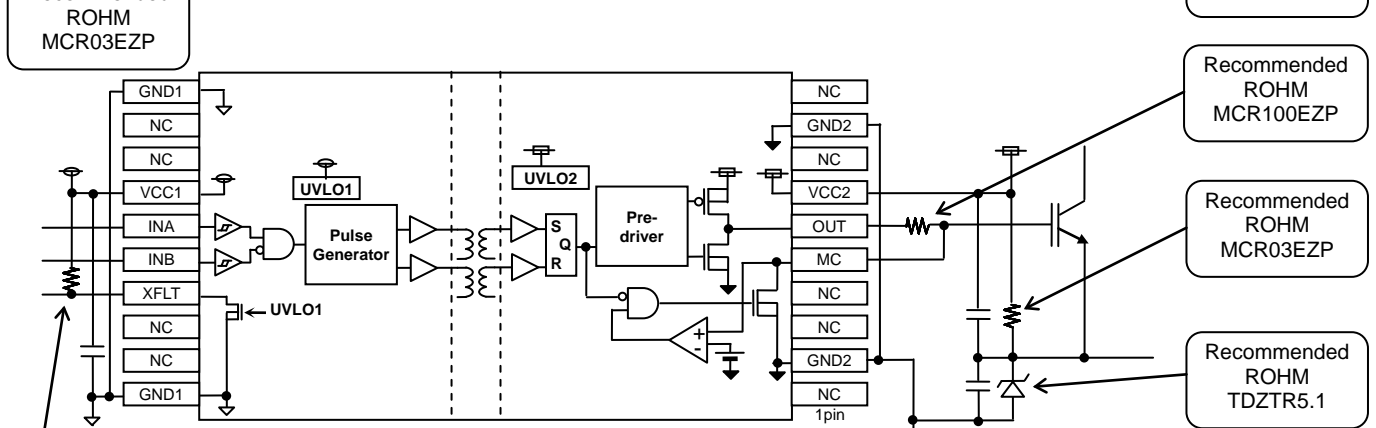 ROHM
MCR03EZP
GND1
NC
NC
VCC1
INA
INB
XFLT
NC
NC
GND1
UVLO1
Pulse
Generator
UVLO1
UVLO2
S
Q
R
Pre-
driver
+
-
NC
GND2
NC
VCC2
OUT
MC
NC
NC
GND2
NC
1pin
Recommended
ROHM
MCR100EZP
Recommended
ROHM
MCR03EZP
Recommended
ROHM
TDZTR5.1